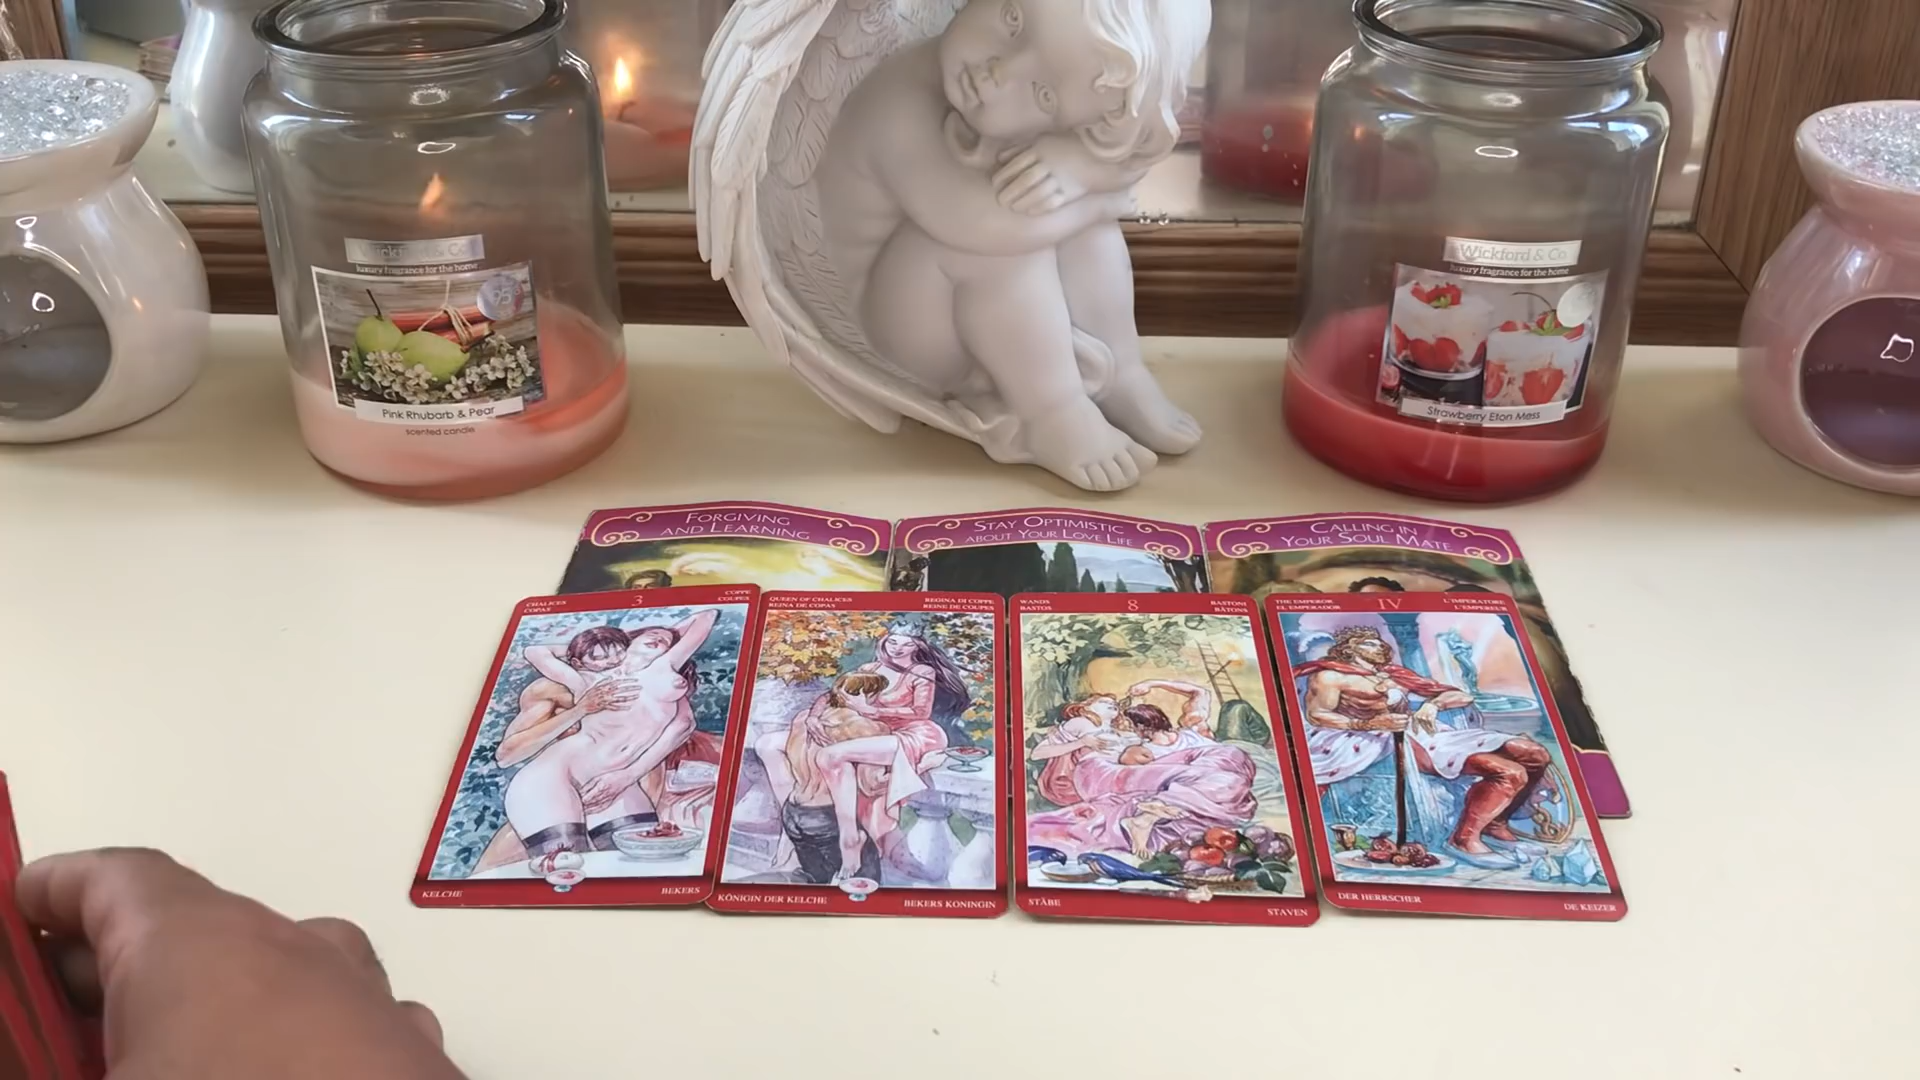 Wickford & Co
luxury fragrance for the home
95
Pink Rhubarb & Pear
scented candle
Wickford & Co
luxury fragrance for the home
Strawberry Eton Mess
FORGIVING
AND LEARNING
STAY OPTIMISTIC
ABOUT YOUR LOVE LIFE
CALLING IN
YOUR SOUL MATE
CHALICES
COPAS
3
COPPE
COUPES
KELCHE
BEKERS
QUEEN OF CHALICES
REINA DE COPAS
REGINA DI COPPE
REINE DE COUPES
KÖNIGIN DER KELCHE
BEKERS KONINGIN
WANDS
BASTOS
8
BASTONI
BÂTONS
STÄBE
STAVEN
THE EMPEROR
EL EMPERADOR
IV
L'IMPERATORE
L'EMPEREUR
DER HERRSCHER
DE KEIZER